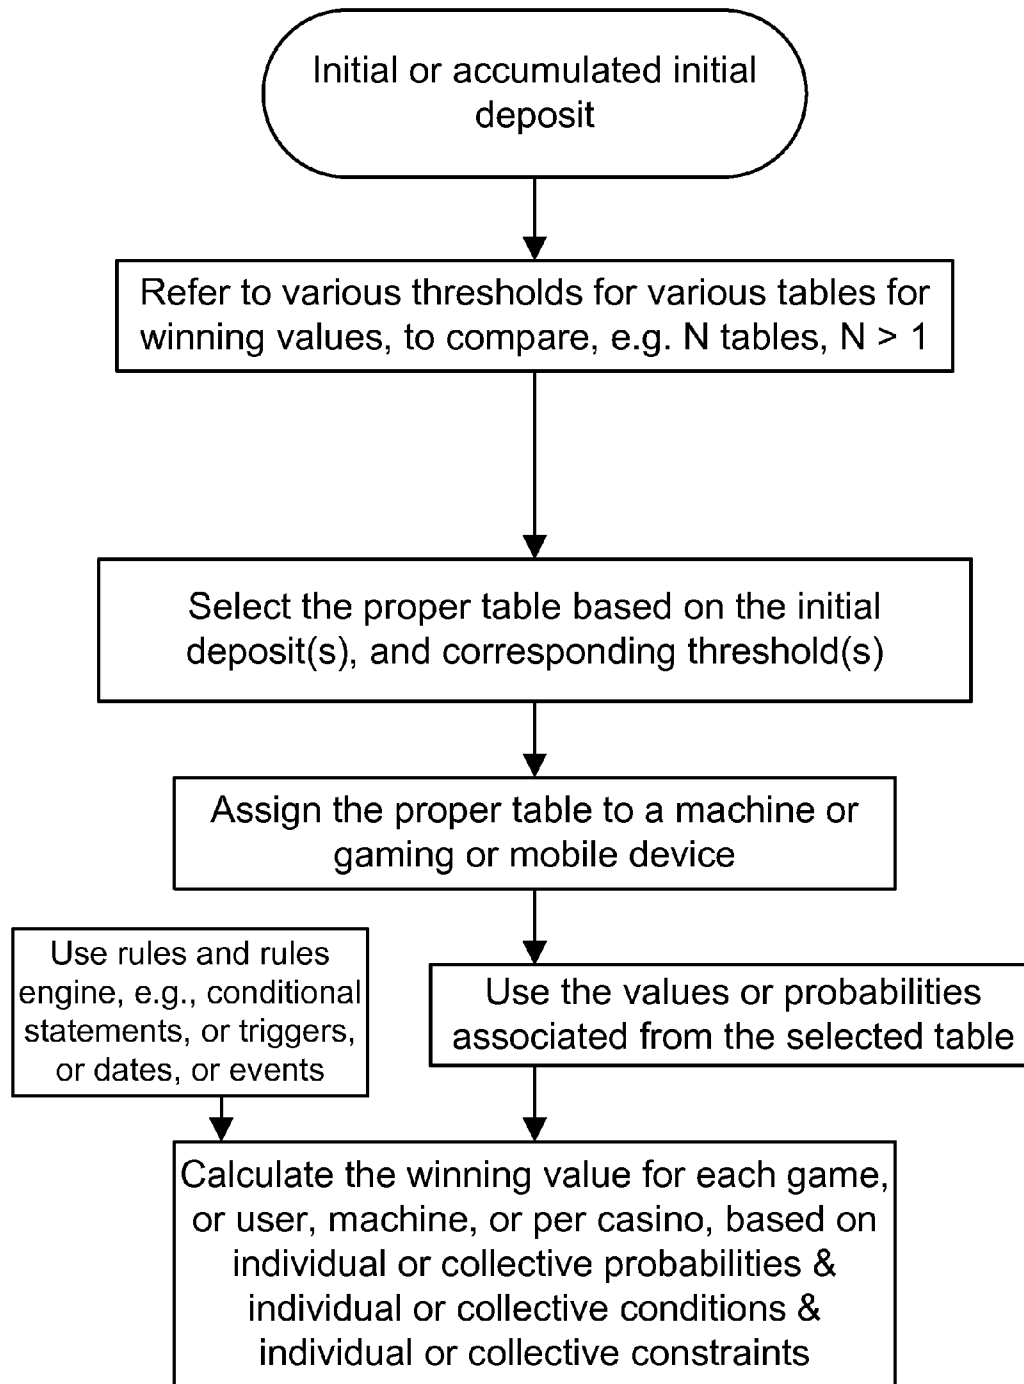 Initial or accumulated initial
deposit
Refer to various thresholds for various tables for
winning values, to compare, e.g. N tables, N > 1
Select the proper table based on the initial
deposit(s), and corresponding threshold(s)
Assign the proper table to a machine or
gaming or mobile device
Use rules and rules
engine, e.g., conditional
statements, or triggers,
or dates, or events
Use the values or probabilities
associated from the selected table
Calculate the winning value for each game,
or user, machine, or per casino, based on
individual or collective probabilities &
individual or collective conditions &
individual or collective constraints